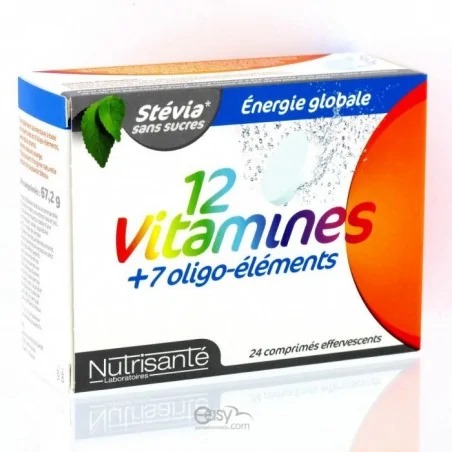 Stévia*
sans sucres
Énergie globale
12
Vitamines
+7 oligo-éléments
24 comprimés effervescents
Nutrisanté
Laboratoires
67,2 g
easy
.com